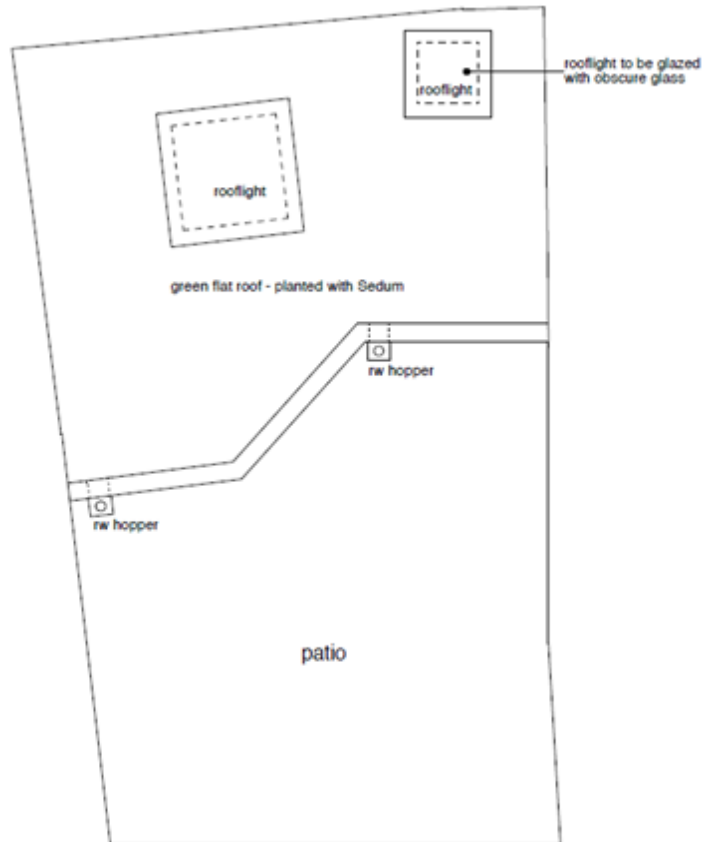 rooflight to be glazed
with obscure glass
rooflight
rooflight
green flat roof - planted with Sedum
rw hopper
rw hopper
patio